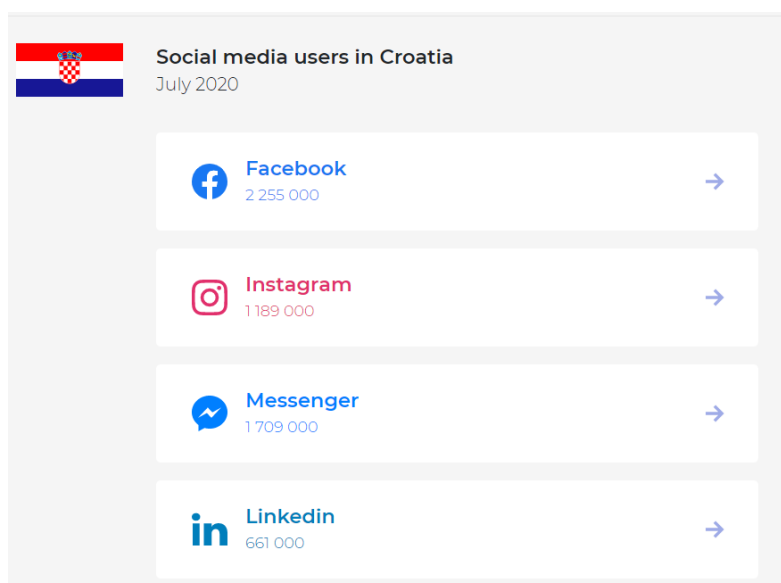 Social media users in Croatia
July 2020
Facebook
2 255 000
Instagram
1 189 000
Messenger
1 709 000
Linkedin
661 000